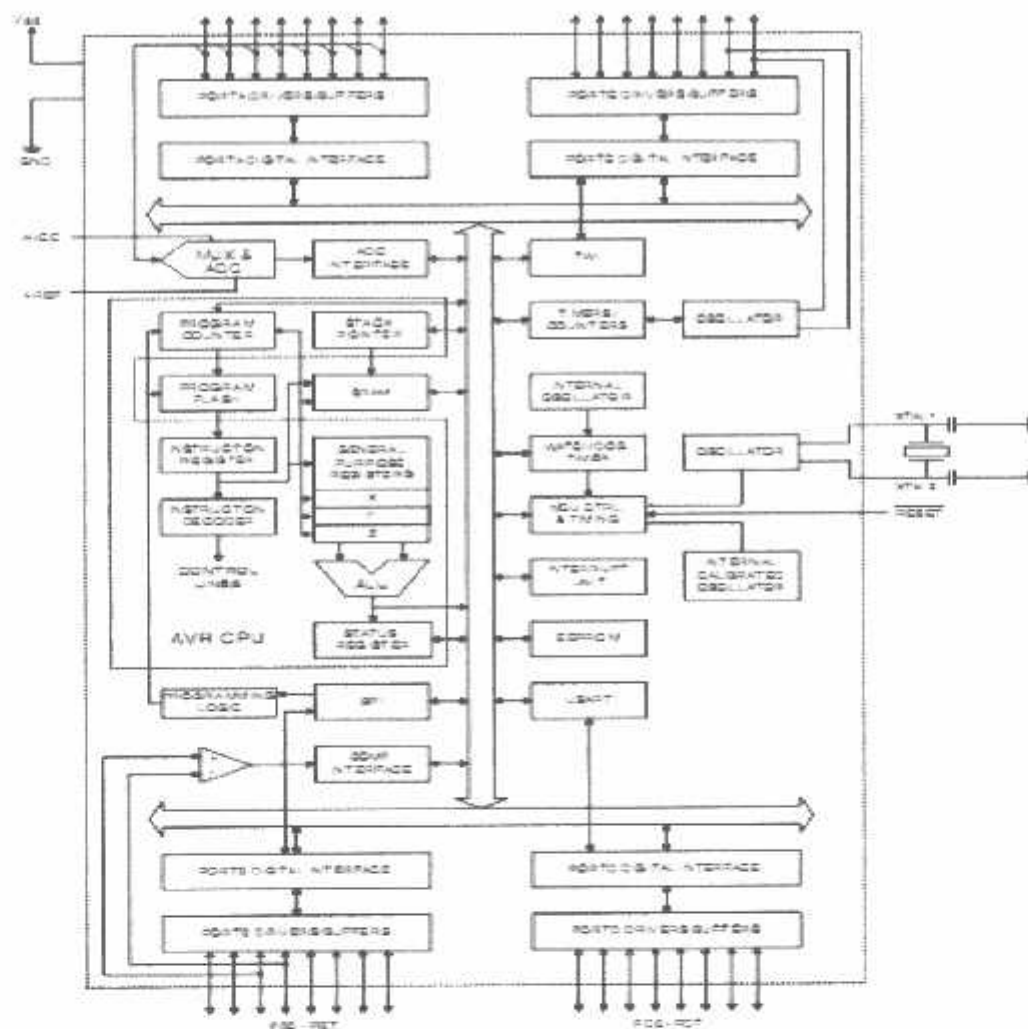 GND
PORTA DRIVERS/BUFFERS
PORTC DRIVERS/BUFFERS
PORTA DIGITAL INTERFACE
PORTC DIGITAL INTERFACE
AVCC
MUX &
ADC
ADC
INTERFACE
TWI
AREF
PROGRAM
COUNTER
STACK
POINTER
TIMERS/
COUNTERS
OSCILLATOR
PROGRAM
FLASH
SRAM
INTERNAL
OSCILLATOR
INSTRUCTION
REGISTER
GENERAL
PURPOSE
REGISTERS
WATCHDOG
TIMER
OSCILLATOR
XTAL1
XTAL2
X
Y
Z
INSTRUCTION
DECODER
MCU CTRL.
& TIMING
RESET
CONTROL
LINES
ALU
INTERRUPT
UNIT
INTERNAL
CALIBRATED
OSCILLATOR
AVR CPU
STATUS
REGISTER
EEPROM
PROGRAMMING
LOGIC
SPI
USART
+
-
COMP.
INTERFACE
PORTB DIGITAL INTERFACE
PORTD DIGITAL INTERFACE
PORTB DRIVERS/BUFFERS
PORTD DRIVERS/BUFFERS